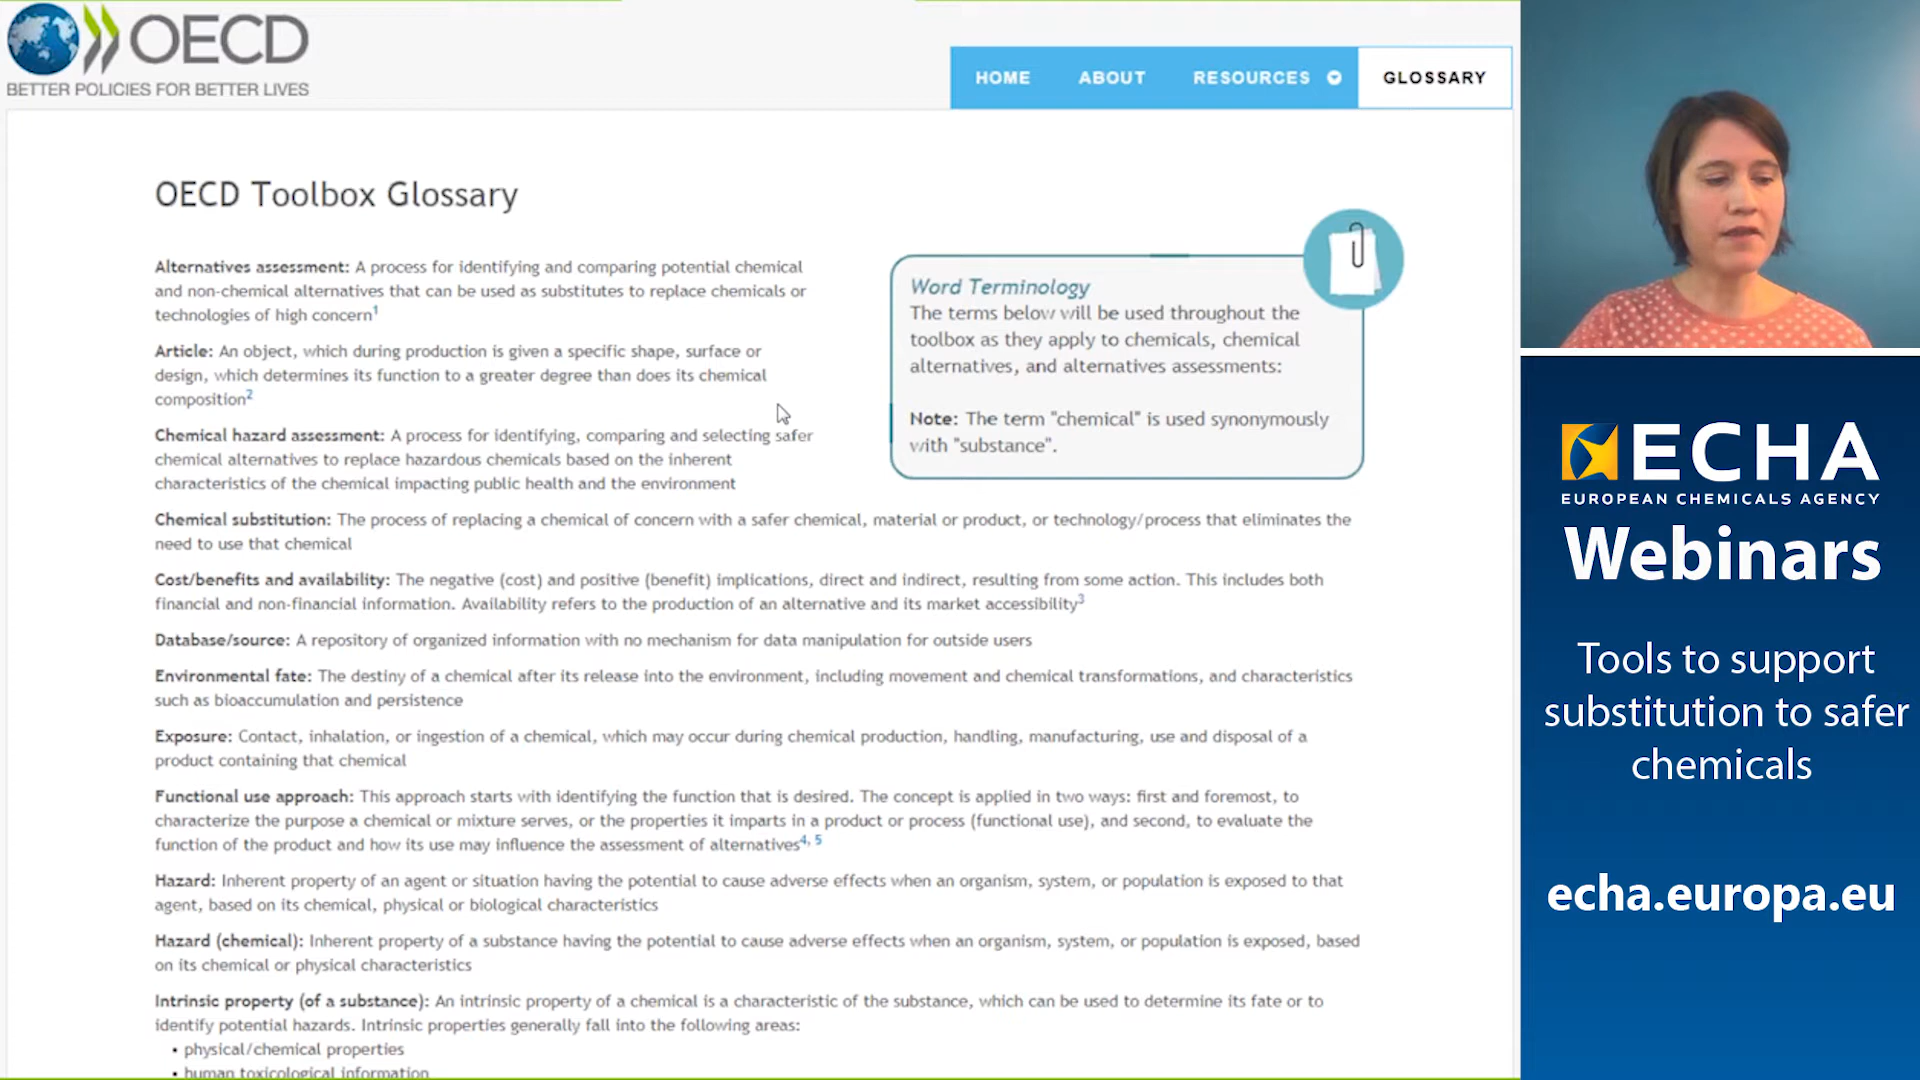 OECD
BETTER POLICIES FOR BETTER LIVES
HOME ABOUT RESOURCES GLOSSARY
OECD Toolbox Glossary
Alternatives assessment: A process for identifying and comparing potential chemical
and non-chemical alternatives that can be used as substitutes to replace chemicals or
technologies of high concern1
Article: An object, which during production is given a specific shape, surface or
design, which determines its function to a greater degree than does its chemical
composition2
Chemical hazard assessment: A process for identifying, comparing and selecting safer
chemical alternatives to replace hazardous chemicals based on the inherent
characteristics of the chemical impacting public health and the environment
Word Terminology
The terms below will be used throughout the
toolbox as they apply to chemicals, chemical
alternatives, and alternatives assessments:
Note: The term "chemical" is used synonymously
with "substance".
Chemical substitution: The process of replacing a chemical of concern with a safer chemical, material or product, or technology/process that eliminates the
need to use that chemical
Cost/benefits and availability: The negative (cost) and positive (benefit) implications, direct and indirect, resulting from some action. This includes both
financial and non-financial information. Availability refers to the production of an alternative and its market accessibility3
Database/source: A repository of organized information with no mechanism for data manipulation for outside users
Environmental fate: The destiny of a chemical after its release into the environment, including movement and chemical transformations, and characteristics
such as bioaccumulation and persistence
Exposure: Contact, inhalation, or ingestion of a chemical, which may occur during chemical production, handling, manufacturing, use and disposal of a
product containing that chemical
Functional use approach: This approach starts with identifying the function that is desired. The concept is applied in two ways: first and foremost, to
characterize the purpose a chemical or mixture serves, or the properties it imparts in a product or process (functional use), and second, to evaluate the
function of the product and how its use may influence the assessment of alternatives4, 5
Hazard: Inherent property of an agent or situation having the potential to cause adverse effects when an organism, system, or population is exposed to that
agent, based on its chemical, physical or biological characteristics
Hazard (chemical): Inherent property of a substance having the potential to cause adverse effects when an organism, system, or population is exposed, based
on its chemical or physical characteristics
Intrinsic property (of a substance): An intrinsic property of a chemical is a characteristic of the substance, which can be used to determine its fate or to
identify potential hazards. Intrinsic properties generally fall into the following areas:
• physical/chemical properties
• human toxicological information
ECHA
EUROPEAN CHEMICALS AGENCY
Webinars
Tools to support
substitution to safer
chemicals
echa.europa.eu